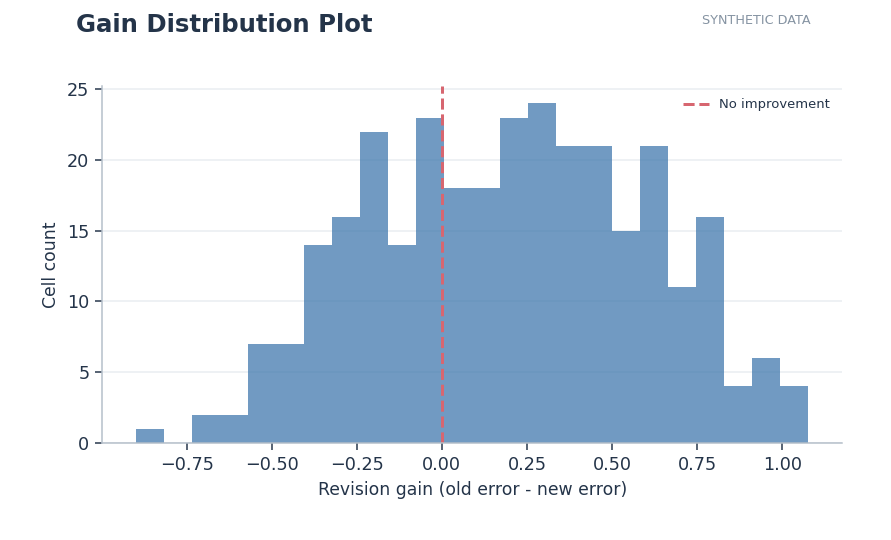 Gain Distribution Plot
SYNTHETIC DATA
No improvement
25
20
15
10
5
0
Cell count
−0.75 −0.50 −0.25 0.00 0.25 0.50 0.75 1.00
Revision gain (old error - new error)